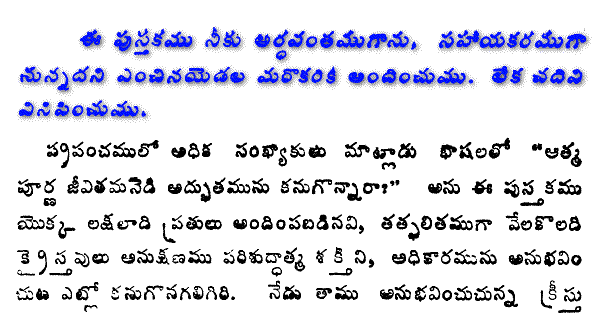 ఈ పుస్తకము నీకు అర్థవంతముగాను, సహాయకరముగా
నున్నదని ఎంచినయెడల మరొకరికి అందించుము. లేక చదివి
వినిపించుము.
ప్రపంచములో అధిక సంఖ్యాకులు మాట్లాడు భాషలతో "ఆత్మ
పూర్ణ జీవితమనెడి అద్భుతమును కనుగొన్నారా?" అను ఈ పుస్తకము
యొక్క లక్షలాది ప్రతులు అందింపబడినవి, తత్ఫలితముగా వేలకొలది
క్రైస్తవులు అనుక్షణము పరిశుద్ధాత్మ శక్తిని, అధికారమును అనుభవిం
చుట ఎట్లో కనుగొనగలిగిరి. నేడు తాము అనుభవించుచున్న క్రీస్తు